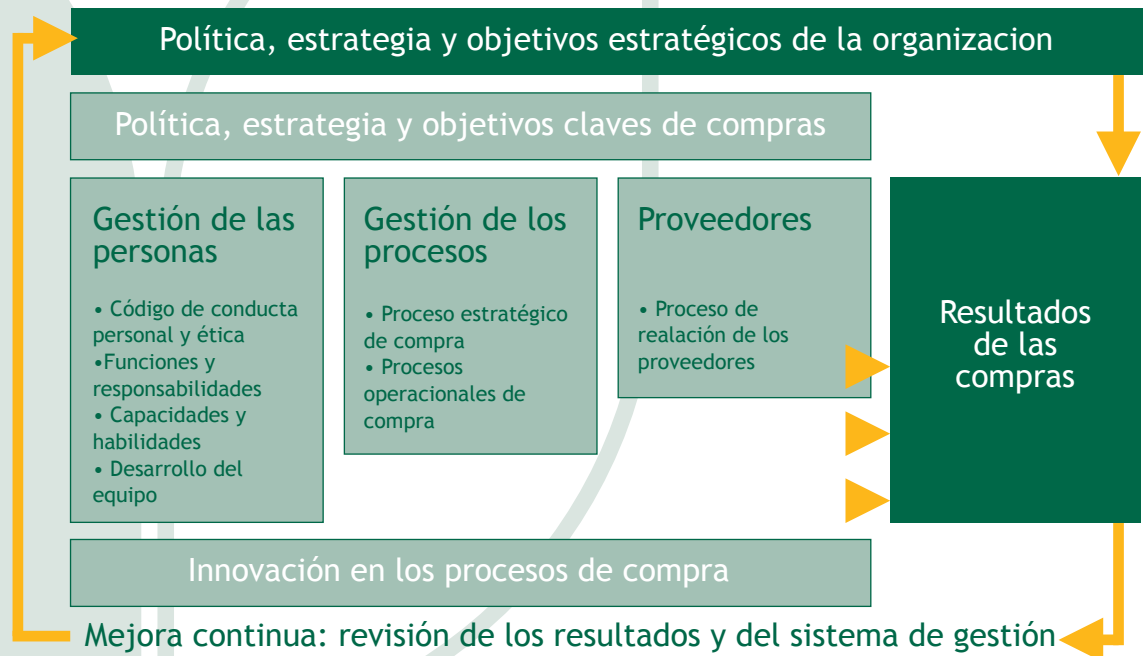 Política, estrategia y objetivos estratégicos de la organizacion
Política, estrategia y objetivos claves de compras
Gestión de las
personas
• Código de conducta
personal y ética
•Funciones y
responsabilidades
• Capacidades y
habilidades
• Desarrollo del
equipo
Gestión de los
procesos
• Proceso estratégico
de compra
• Procesos
operacionales de
compra
Proveedores
• Proceso de
realación de los
proveedores
Resultados
de las
compras
Innovación en los procesos de compra
Mejora continua: revisión de los resultados y del sistema de gestión